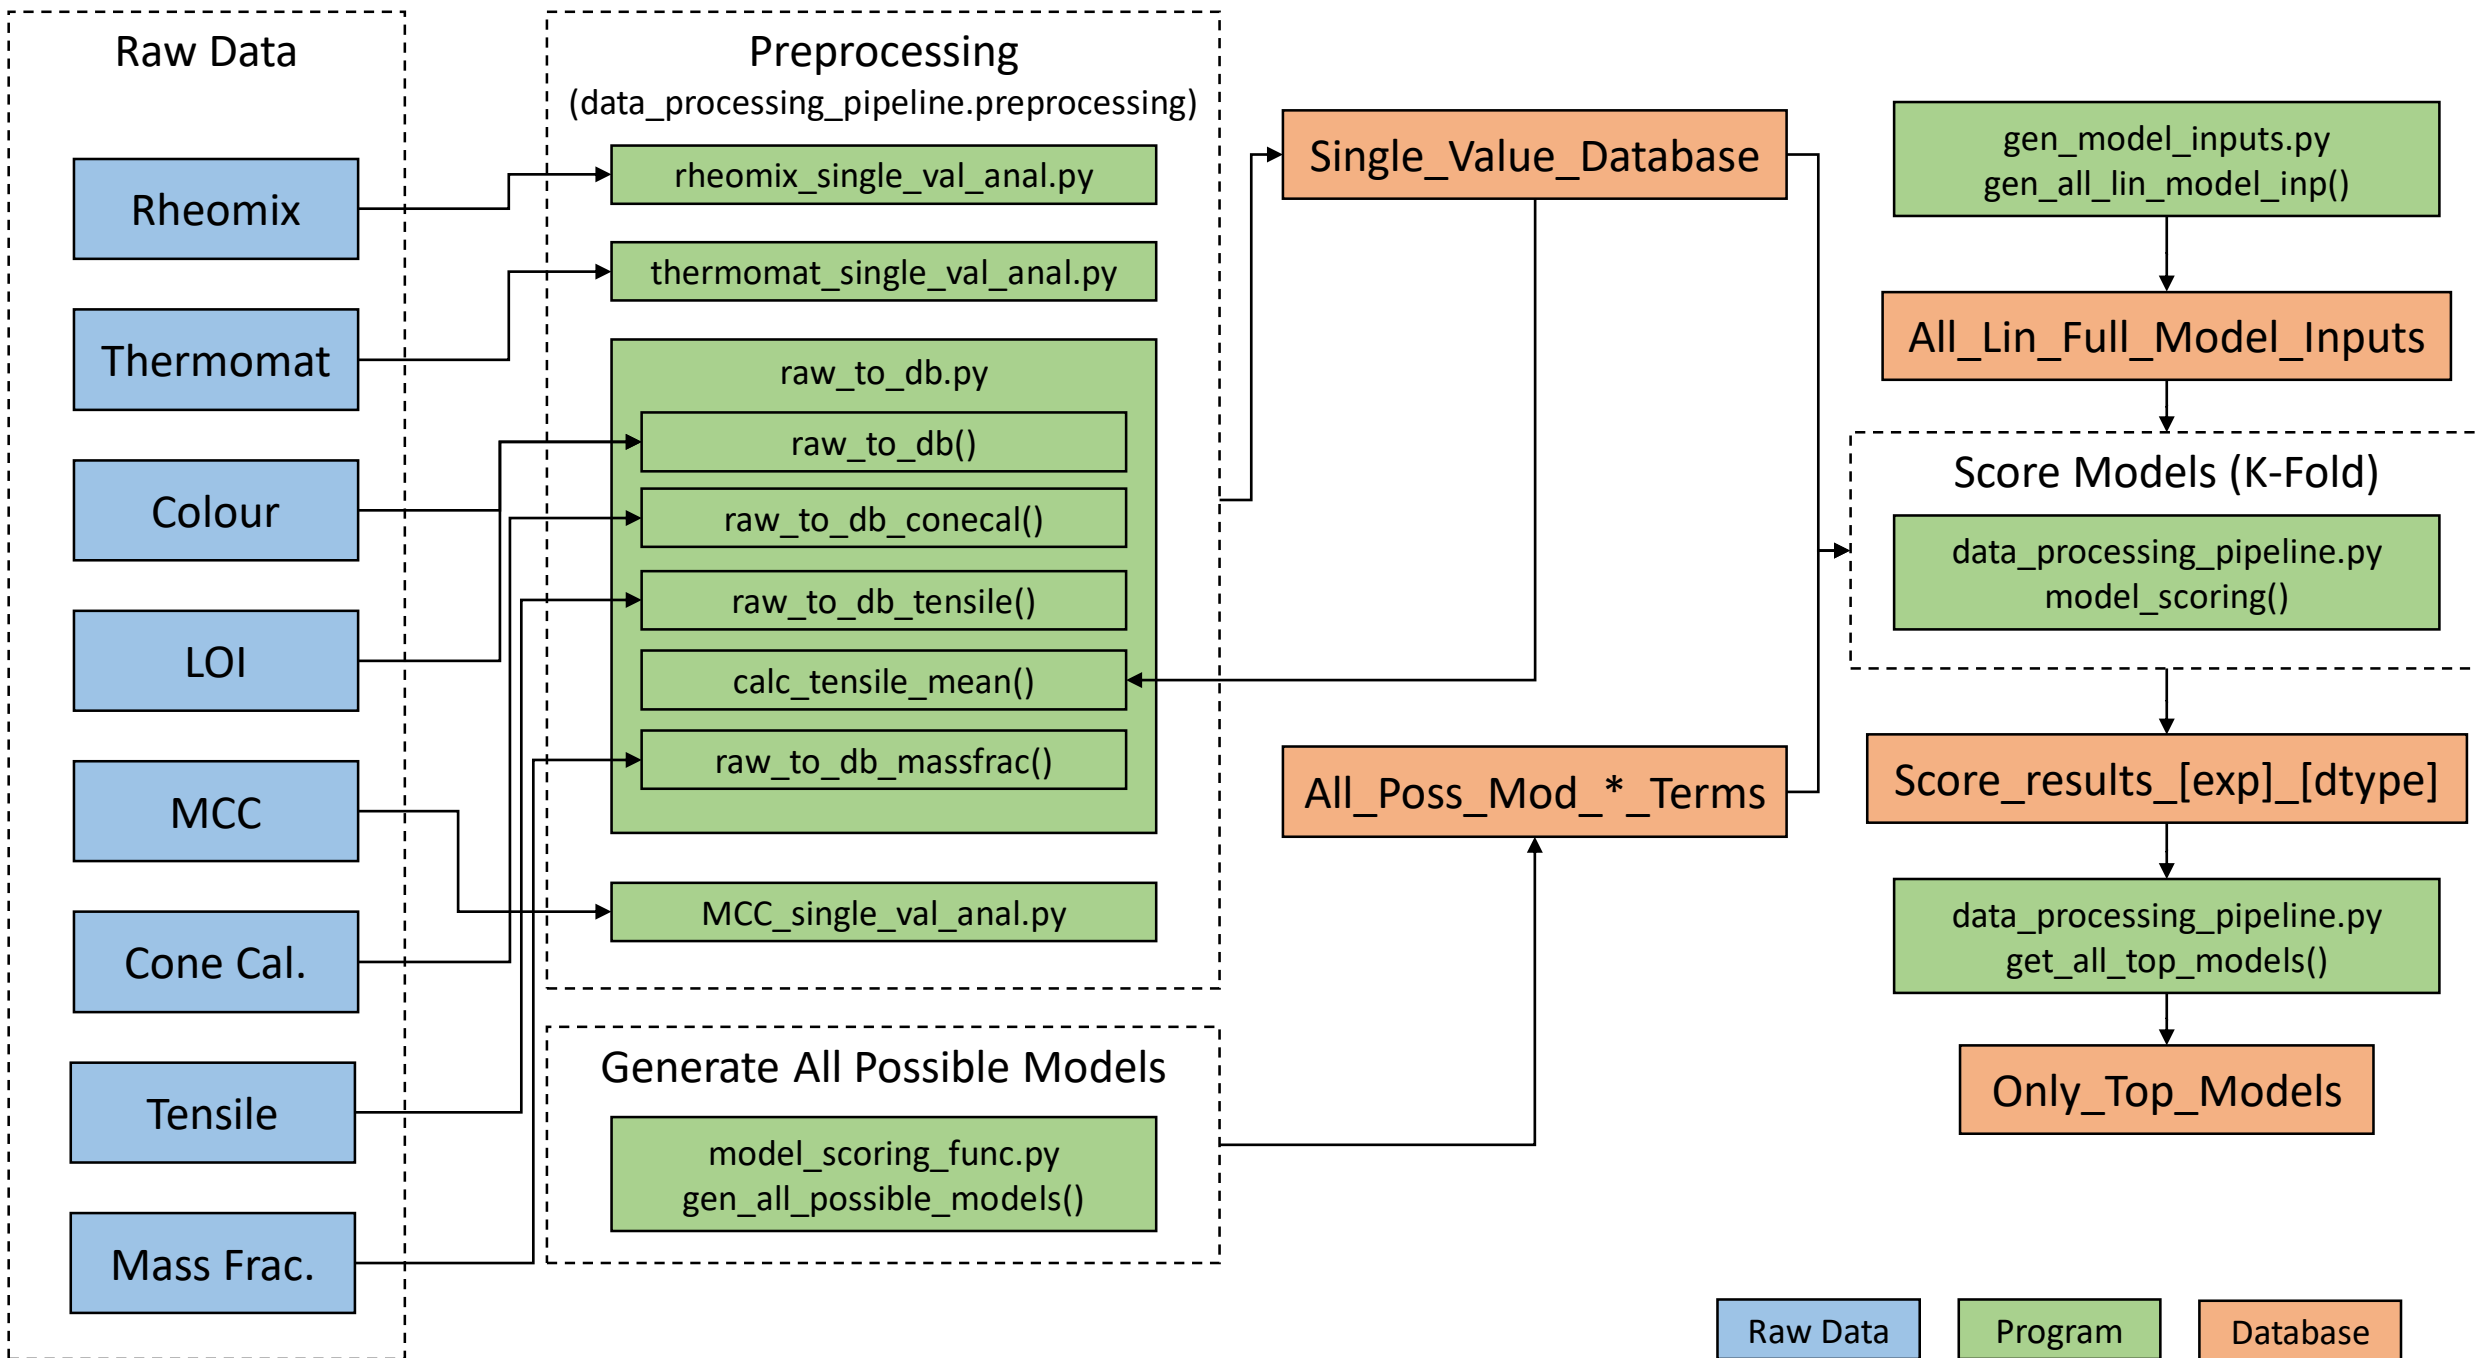 Raw Data
Rheomix
Thermomat
Colour
LOI
MCC
Cone Cal.
Tensile
Mass Frac.
Preprocessing
(data_processing_pipeline.preprocessing)
rheomix_single_val_anal.py
thermomat_single_val_anal.py
raw_to_db.py
raw_to_db()
raw_to_db_conecal()
raw_to_db_tensile()
calc_tensile_mean()
raw_to_db_massfrac()
MCC_single_val_anal.py
Generate All Possible Models
model_scoring_func.py
gen_all_possible_models()
Single_Value_Database
All_Poss_Mod_*_Terms
gen_model_inputs.py
gen_all_lin_model_inp()
All_Lin_Full_Model_Inputs
Score Models (K-Fold)
data_processing_pipeline.py
model_scoring()
Score_results_[exp]_[dtype]
data_processing_pipeline.py
get_all_top_models()
Only_Top_Models
Raw Data
Program
Database